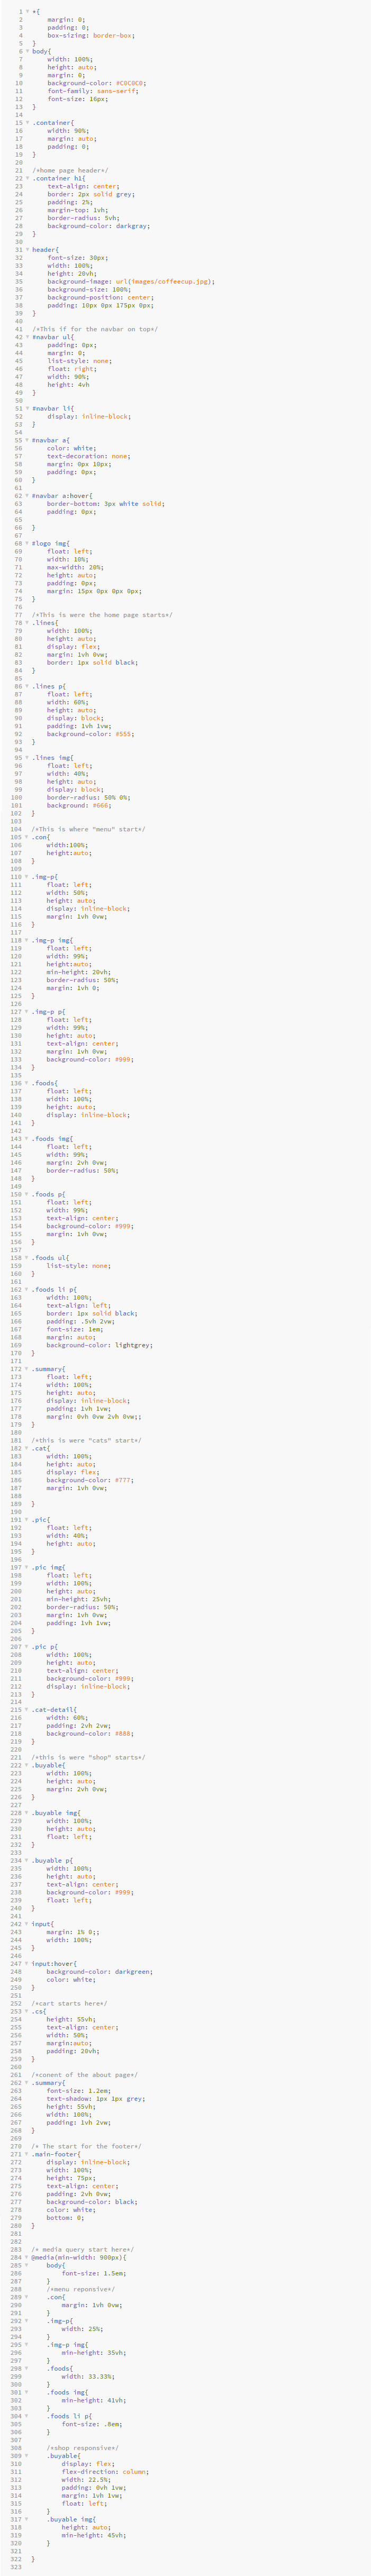 1 *{
2 margin: 0;
3 padding: 0;
4 box-sizing: border-box;
5 }
6 body{
7 width: 100%;
8 height: auto;
9 margin: 0;
10 background-color: #C0C0C0;
11 font-family: sans-serif;
12 font-size: 16px;
13 }
14
15 .container{
16 width: 90%;
17 margin: auto;
18 padding: 0;
19 }
20
21 /*home page header*/
22 .container h1{
23 text-align: center;
24 border: 2px solid grey;
25 padding: 2%;
26 margin-top: 1vh;
27 border-radius: 5vh;
28 background-color: darkgray;
29 }
30
31 header{
32 font-size: 30px;
33 width: 100%;
34 height: 20vh;
35 background-image: url(images/coffeecup.jpg);
36 background-size: 100%;
37 background-position: center;
38 padding: 10px 0px 175px 0px;
39 }
40
41 /*This if for the navbar on top*/
42 #navbar ul{
43 padding: 0px;
44 margin: 0;
45 list-style: none;
46 float: right;
47 width: 90%;
48 height: 4vh
49 }
50
51 #navbar li{
52 display: inline-block;
53 }
54
55 #navbar a{
56 color: white;
57 text-decoration: none;
58 margin: 0px 10px;
59 padding: 0px;
60 }
61
62 #navbar a:hover{
63 border-bottom: 3px white solid;
64 padding: 0px;
65
66 }
67
68 #logo img{
69 float: left;
70 width: 10%;
71 max-width: 20%;
72 height: auto;
73 padding: 0px;
74 margin: 15px 0px 0px 0px;
75 }
76
77 /*This is were the home page starts*/
78 .lines{
79 width: 100%;
80 height: auto;
81 display: flex;
82 margin: 1vh 0vw;
83 border: 1px solid black;
84 }
85
86 .lines p{
87 float: left;
88 width: 60%;
89 height: auto;
90 display: block;
91 padding: 1vh 1vw;
92 background-color: #555;
93 }
94
95 .lines img{
96 float: left;
97 width: 40%;
98 height: auto;
99 display: block;
100 border-radius: 50% 0%;
101 background: #666;
102 }
103
104 /*This is where "menu" start*/
105 .con{
106 width:100%;
107 height:auto;
108 }
109
110 .img-p{
111 float: left;
112 width: 50%;
113 height: auto;
114 display: inline-block;
115 margin: 1vh 0vw;
116 }
117
118 .img-p img{
119 float: left;
120 width: 99%;
121 height:auto;
122 min-height: 20vh;
123 border-radius: 50%;
124 margin: 1vh 0;
125 }
126
127 .img-p p{
128 float: left;
129 width: 99%;
130 height: auto;
131 text-align: center;
132 margin: 1vh 0vw;
133 background-color: #999;
134 }
135
136 .foods{
137 float: left;
138 width: 100%;
139 height: auto;
140 display: inline-block;
141 }
142
143 .foods img{
144 float: left;
145 width: 99%;
146 margin: 2vh 0vw;
147 border-radius: 50%;
148 }
149
150 .foods p{
151 float: left;
152 width: 99%;
153 text-align: center;
154 background-color: #999;
155 margin: 1vh 0vw;
156 }
157
158 .foods ul{
159 list-style: none;
160 }
161
162 .foods li p{
163 width: 100%;
164 text-align: left;
165 border: 1px solid black;
166 padding: .5vh 2vw;
167 font-size: 1em;
168 margin: auto;
169 background-color: lightgrey;
170 }
171
172 .summary{
173 float: left;
174 width: 100%;
175 height: auto;
176 display: inline-block;
177 padding: 1vh 1vw;
178 margin: 0vh 0vw 2vh 0vw;;
179 }
180
181 /*this is were "cats" start*/
182 .cat{
183 width: 100%;
184 height: auto;
185 display: flex;
186 background-color: #777;
187 margin: 1vh 0vw;
188
189 }
190
191 .pic{
192 float: left;
193 width: 40%;
194 height: auto;
195 }
196
197 .pic img{
198 float: left;
199 width: 100%;
200 height: auto;
201 min-height: 25vh;
202 border-radius: 50%;
203 margin: 1vh 0vw;
204 padding: 1vh 1vw;
205 }
206
207 .pic p{
208 width: 100%;
209 height: auto;
210 text-align: center;
211 background-color: #999;
212 display: inline-block;
213 }
214
215 .cat-detail{
216 width: 60%;
217 padding: 2vh 2vw;
218 background-color: #888;
219 }
220
221 /*this is were "shop" starts*/
222 .buyable{
223 width: 100%;
224 height: auto;
225 margin: 2vh 0vw;
226 }
227
228 .buyable img{
229 width: 100%;
230 height: auto;
231 float: left;
232 }
233
234 .buyable p{
235 width: 100%;
236 height: auto;
237 text-align: center;
238 background-color: #999;
239 float: left;
240 }
241
242 input{
243 margin: 1% 0;;
244 width: 100%;
245 }
246
247 input:hover{
248 background-color: darkgreen;
249 color: white;
250 }
251
252 /*cart starts here*/
253 .cs{
254 height: 55vh;
255 text-align: center;
256 width: 50%;
257 margin:auto;
258 padding: 20vh;
259 }
260
261 /*conent of the about page*/
262 .summary{
263 font-size: 1.2em;
264 text-shadow: 1px 1px grey;
265 height: 55vh;
266 width: 100%;
267 padding: 1vh 2vw;
268 }
269
270 /* The start for the footer*/
271 .main-footer{
272 display: inline-block;
273 width: 100%;
274 height: 75px;
275 text-align: center;
276 padding: 2vh 0vw;
277 background-color: black;
278 color: white;
279 bottom: 0;
280 }
281
282
283 /* media query start here*/
284 @media(min-width: 900px){
285 body{
286 font-size: 1.5em;
287 }
288 /*menu reponsive*/
289 .con{
290 margin: 1vh 0vw;
291 }
292 .img-p{
293 width: 25%;
294 }
295 .img-p img{
296 min-height: 35vh;
297 }
298 .foods{
299 width: 33.33%;
300 }
301 .foods img{
302 min-height: 41vh;
303 }
304 .foods li p{
305 font-size: .8em;
306 }
307
308 /*shop responsive*/
309 .buyable{
310 display: flex;
311 flex-direction: column;
312 width: 22.5%;
313 padding: 0vh 1vw;
314 margin: 1vh 1vw;
315 float: left;
316 }
317 .buyable img{
318 height: auto;
319 min-height: 45vh;
320 }
321
322 }
323